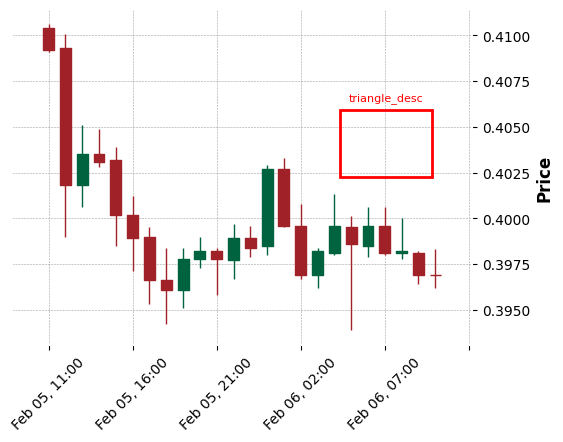 0.4100
0.4075
triangle_desc
0.4050
0.4025
Price
0.4000
0.3975
0.3950
Feb 05, 11:00
Feb 05, 16:00
Feb 05, 21:00
Feb 06, 02:00
Feb 06, 07:00